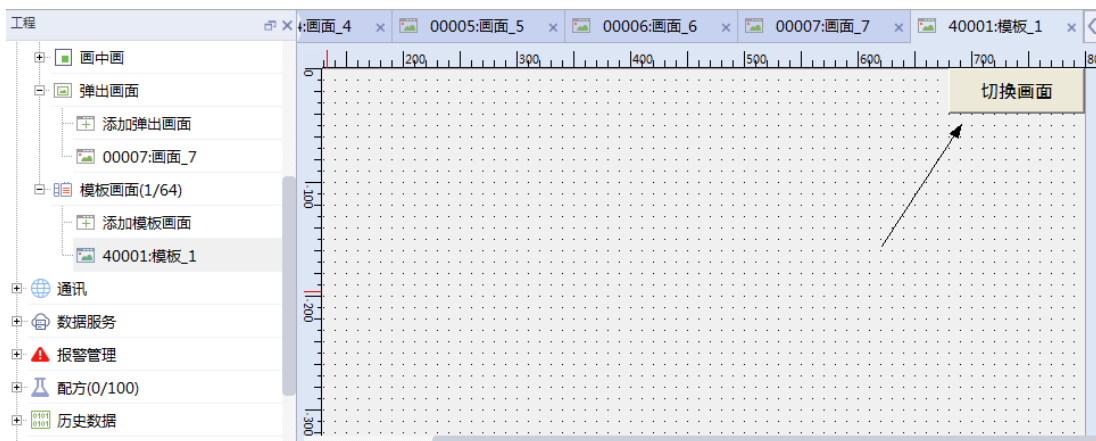 工程
:画面_4
00005:画面_5
00006:画面_6
00007:画面_7
40001:模板_1
画中画
弹出画面
添加弹出画面
00007:画面_7
模板画面(1/64)
添加模板画面
40001:模板_1
通讯
数据服务
报警管理
配方(0/100)
0101
0101
历史数据
200
300
400
500
600
700
80
0
100
200
300
切换画面